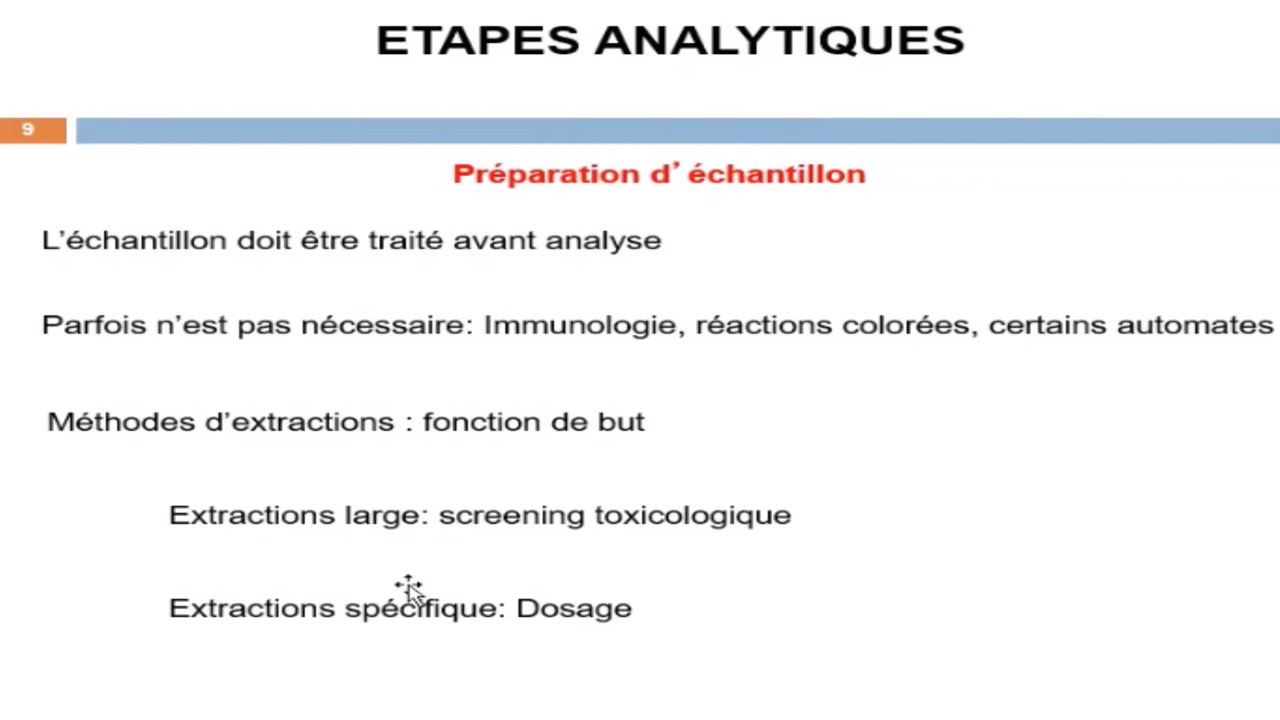 ETAPES ANALYTIQUES
9
Préparation d’ échantillon
L’échantillon doit être traité avant analyse
Parfois n’est pas nécessaire: Immunologie, réactions colorées, certains automates
Méthodes d’extractions : fonction de but
Extractions large: screening toxicologique
Extractions spécifique: Dosage